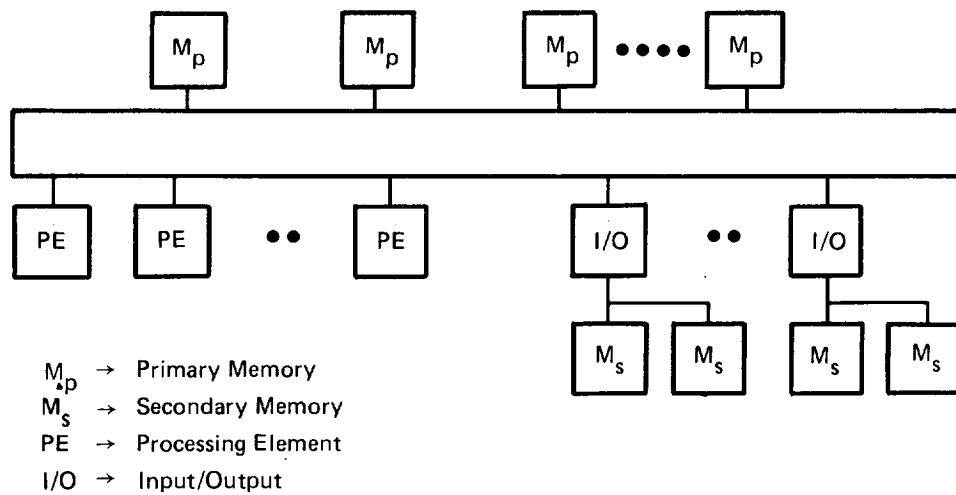 Mp Mp Mp •••• Mp
PE PE •• PE I/O •• I/O
Ms Ms Ms Ms
Mp → Primary Memory
Ms → Secondary Memory
PE → Processing Element
I/O → Input/Output